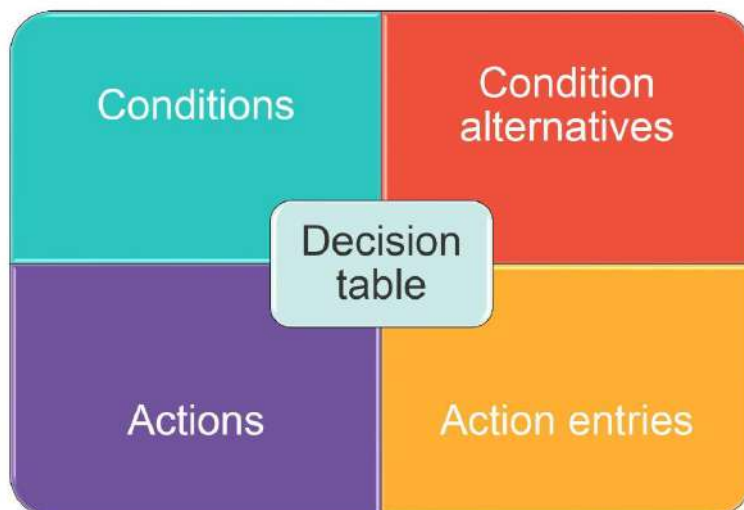 Conditions
Condition
alternatives
Decision
table
Actions
Action entries